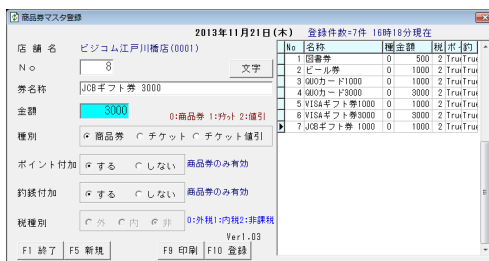 商品券マスタ登録
2013年11月21日(木) 登録件数=7件 16時18分現在
店舗名 ビジコム江戸川橋店(0001)
No 8 文字
券名称 JCBギフト券 3000
金額 3000 0:商品券 1:ﾁｹｯﾄ 2:値引
種別 商品券 チケット チケット値引
ポイント付加 する しない 商品券のみ有効
釣銭付加 する しない 商品券のみ有効
税種別 外 内 非 0:外税1:内税2:非課税
Ver1.03
F1 終了 F5 新規 F9 印刷 F10 登録
No 名称 種 金額 税 ポ 釣
1 図書券 0 500 2 Tru True
2 ビール券 0 1000 2 Tru True
3 QUOカード1000 0 1000 2 Tru True
4 QUOカード3000 0 3000 2 Tru True
5 VISAギフト券1000 0 1000 2 Tru True
6 VISAギフト券3000 0 3000 2 Tru True
7 JCBギフト券 1000 0 1000 2 Tru True